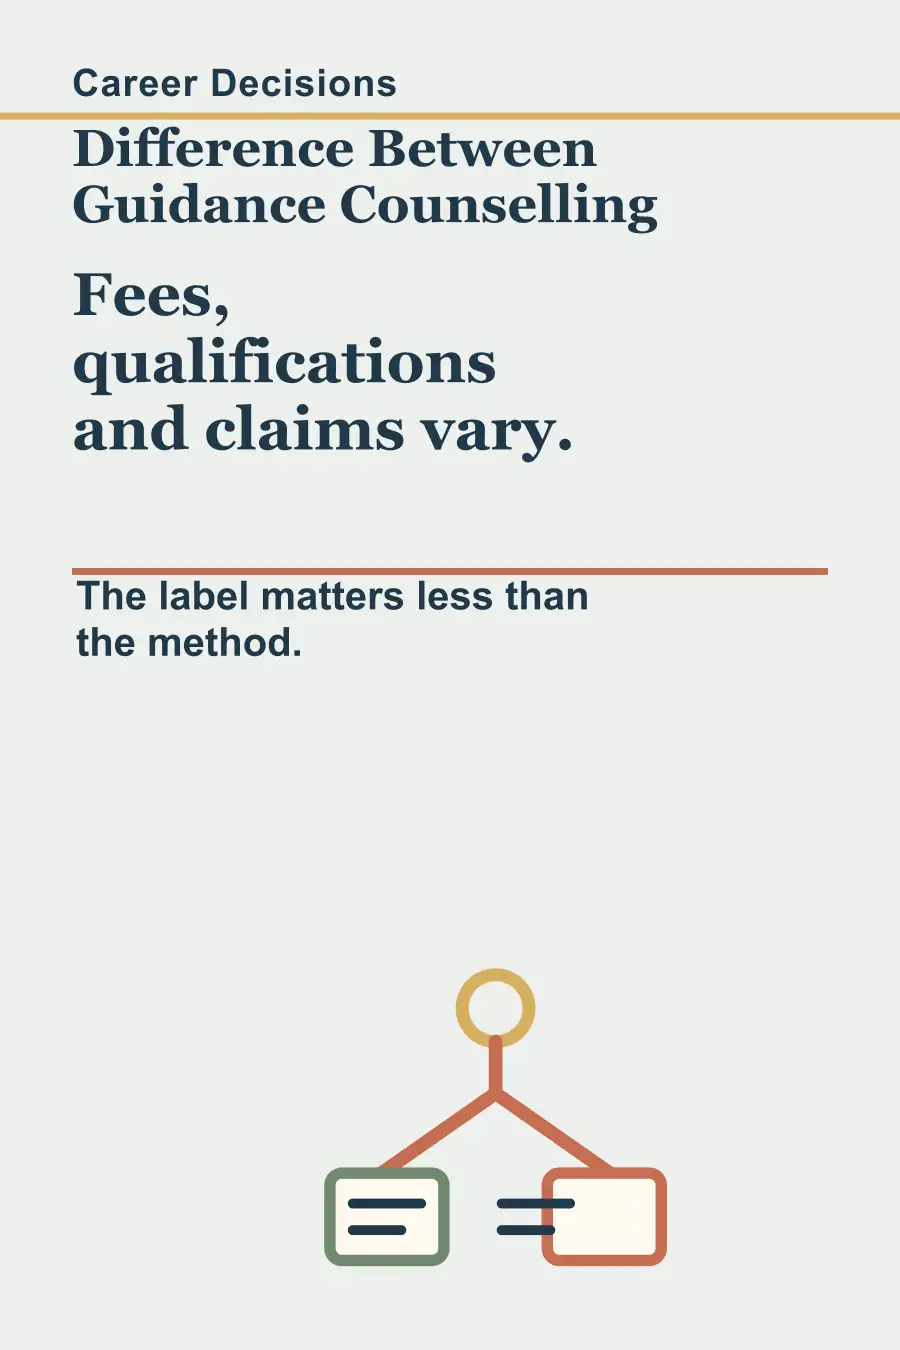 Career Decisions
Difference Between
Guidance Counselling
Fees,
qualifications
and claims vary.
The label matters less than
the method.